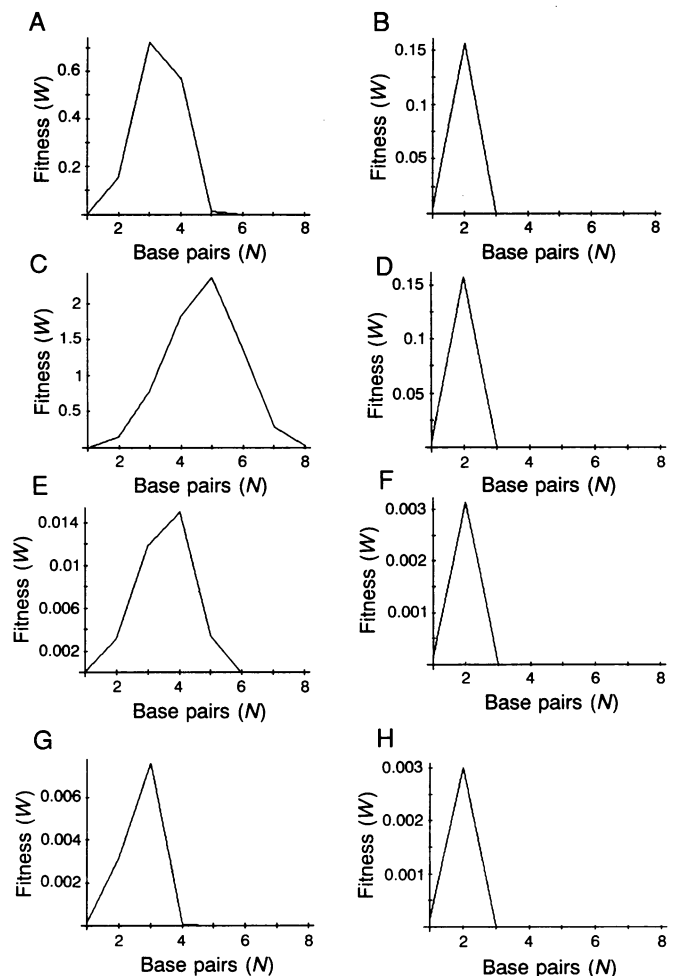 A
Fitness (W)
0.6
0.4
0.2
2 4 6 8
Base pairs (N)
B
Fitness (W)
0.15
0.1
0.05
2 4 6 8
Base pairs (N)
C
Fitness (W)
2
1.5
1
0.5
2 4 6 8
Base pairs (N)
D
Fitness (W)
0.15
0.1
0.05
2 4 6 8
Base pairs (N)
E
Fitness (W)
0.014
0.01
0.006
0.002
2 4 6 8
Base pairs (N)
F
Fitness (W)
0.003
0.002
0.001
2 4 6 8
Base pairs (N)
G
Fitness (W)
0.006
0.004
0.002
2 4 6 8
Base pairs (N)
H
Fitness (W)
0.003
0.002
0.001
2 4 6 8
Base pairs (N)